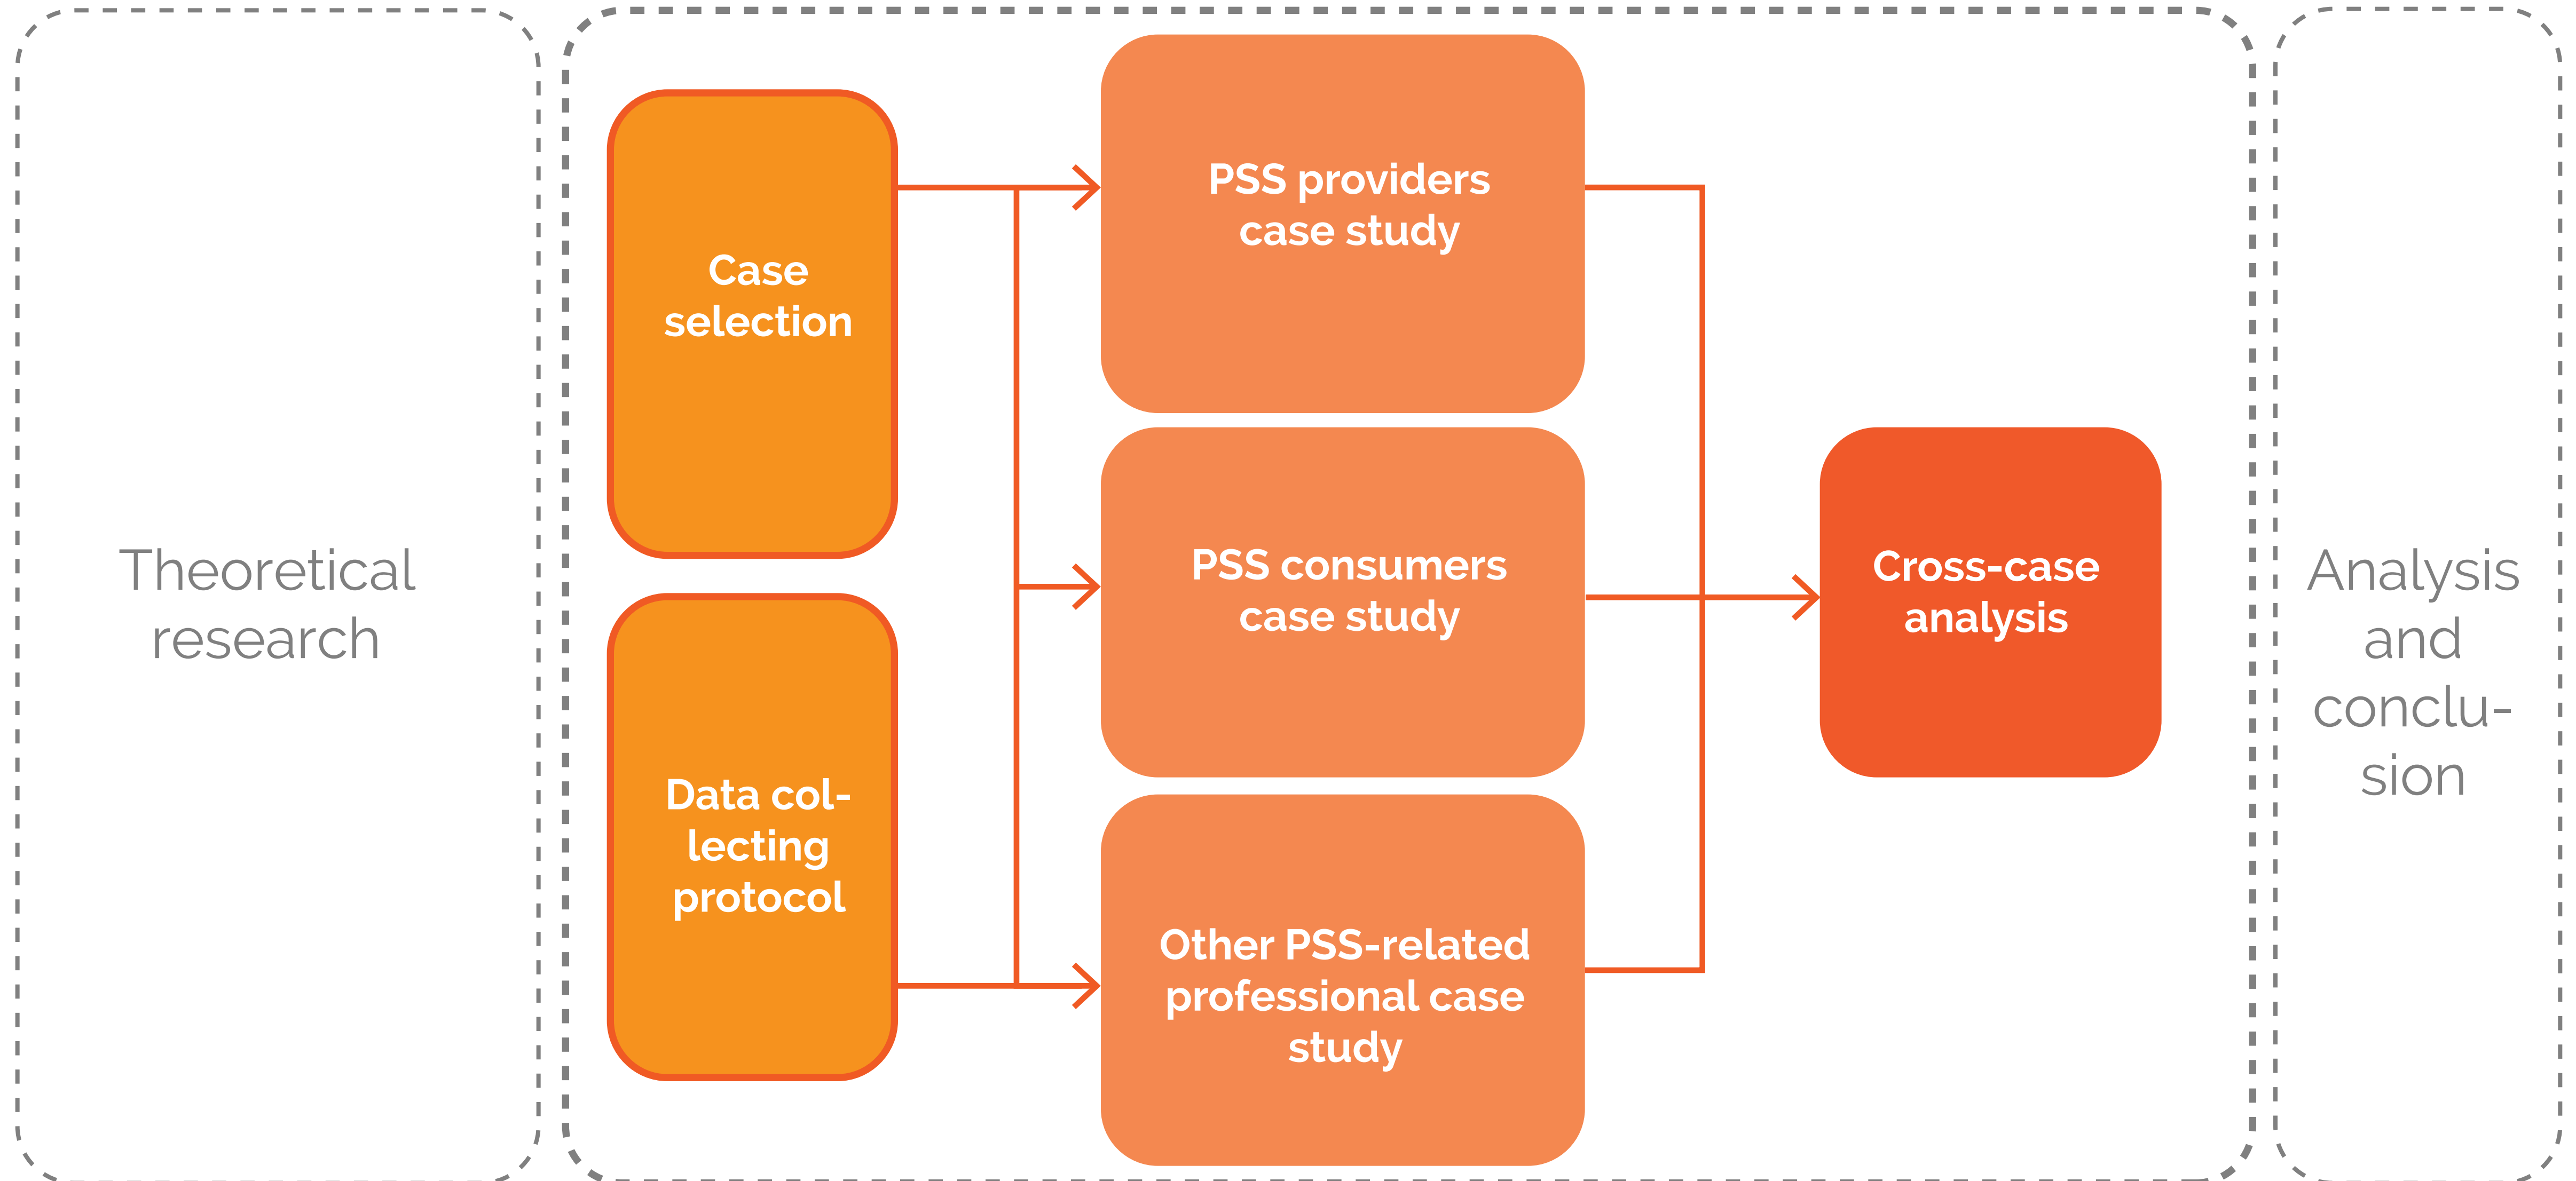 Theoretical
research
Case
selection
Data col-
lecting
protocol
PSS providers
case study
PSS consumers
case study
Other PSS-related
professional case
study
Cross-case
analysis
Analysis
and
conclu-
sion